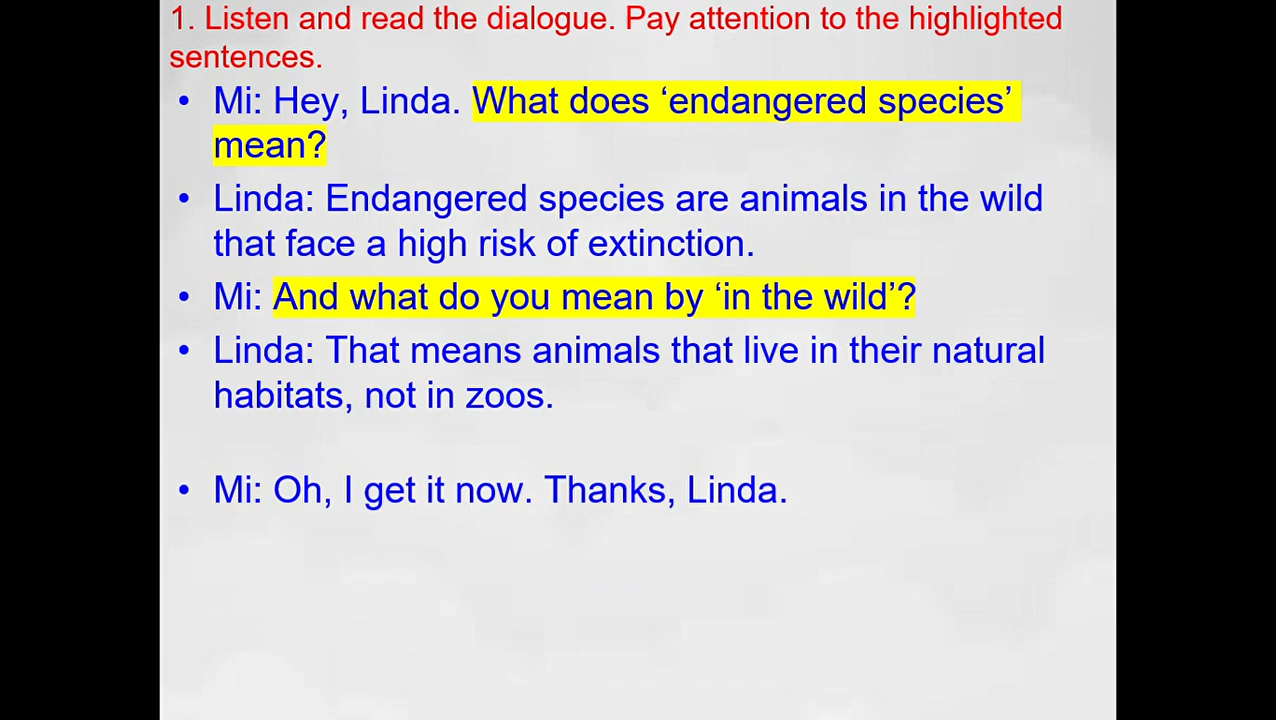 1. Listen and read the dialogue. Pay attention to the highlighted
sentences.
• Mi: Hey, Linda. What does ‘endangered species’
mean?
• Linda: Endangered species are animals in the wild
that face a high risk of extinction.
• Mi: And what do you mean by ‘in the wild’?
• Linda: That means animals that live in their natural
habitats, not in zoos.
• Mi: Oh, I get it now. Thanks, Linda.